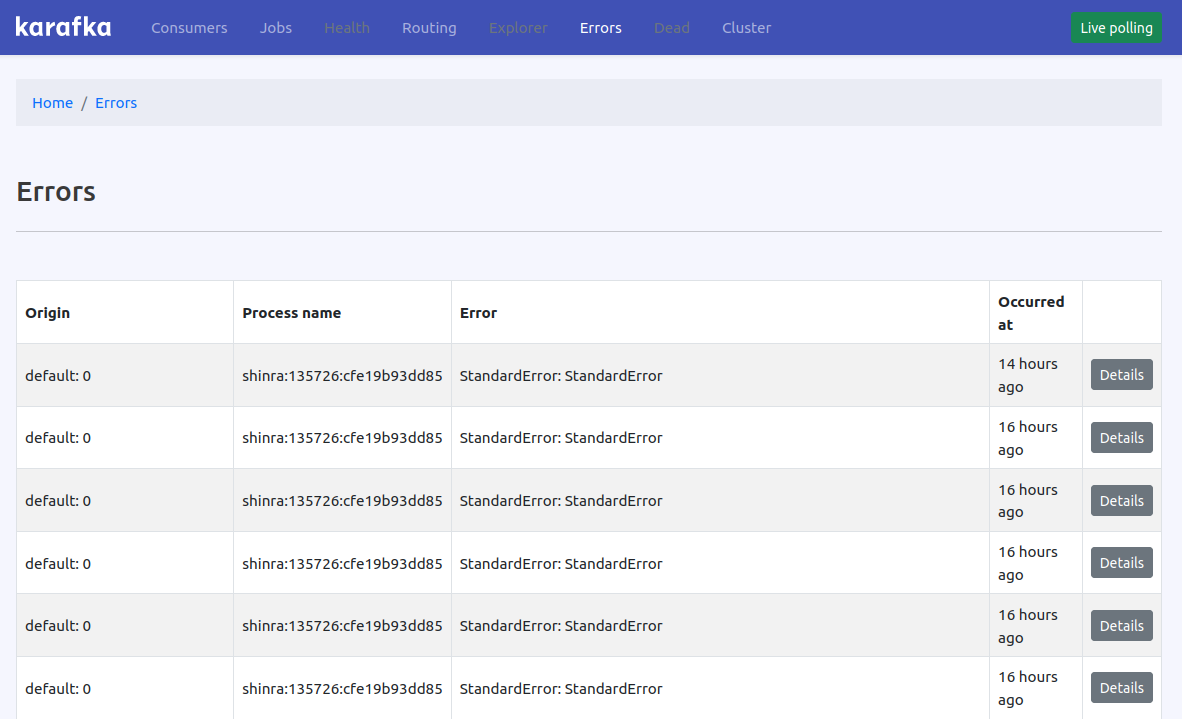 karafka Consumers Jobs Health Routing Explorer Errors Dead Cluster Live polling
Home / Errors
Errors
Origin Process name Error Occurred at
default: 0 shinra:135726:cfe19b93dd85 StandardError: StandardError 14 hours ago Details
default: 0 shinra:135726:cfe19b93dd85 StandardError: StandardError 16 hours ago Details
default: 0 shinra:135726:cfe19b93dd85 StandardError: StandardError 16 hours ago Details
default: 0 shinra:135726:cfe19b93dd85 StandardError: StandardError 16 hours ago Details
default: 0 shinra:135726:cfe19b93dd85 StandardError: StandardError 16 hours ago Details
default: 0 shinra:135726:cfe19b93dd85 StandardError: StandardError 16 hours ago Details